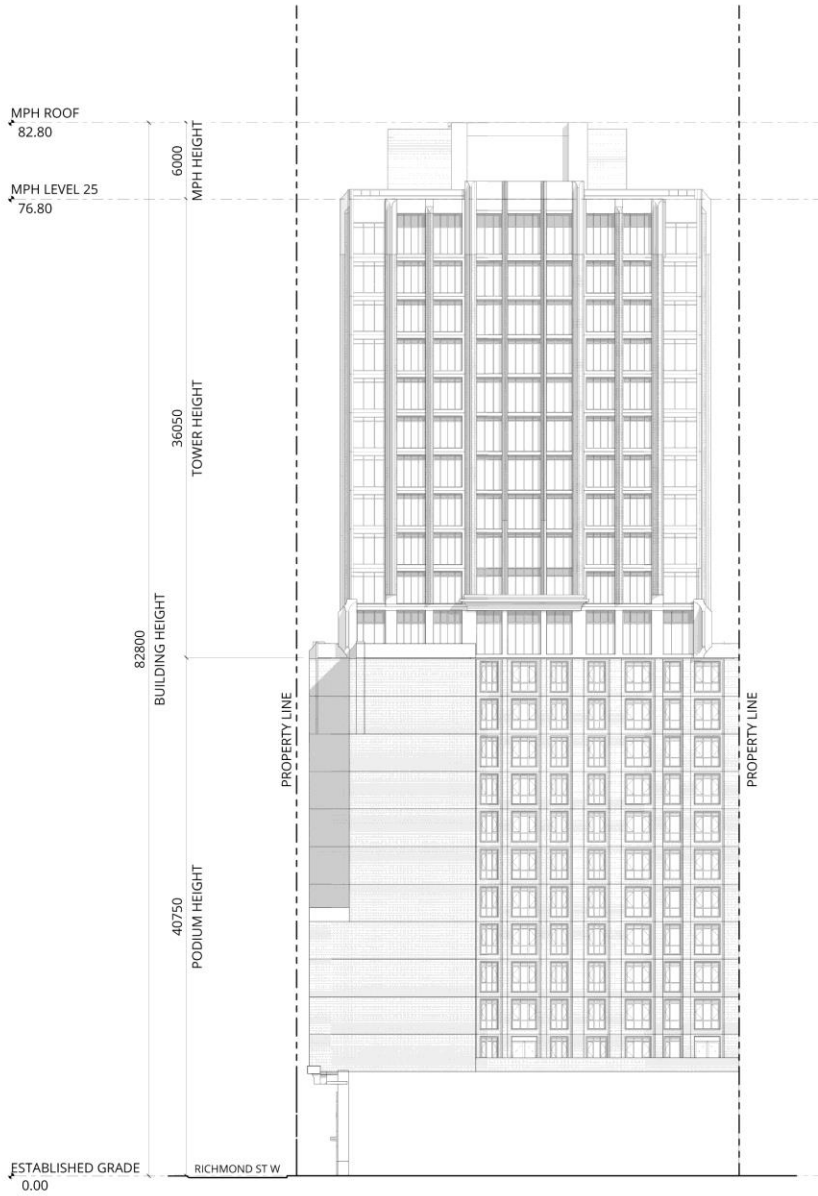 MPH ROOF
82.80
6000
MPH HEIGHT
MPH LEVEL 25
76.80
36050
TOWER HEIGHT
82800
BUILDING HEIGHT
PROPERTY LINE
PROPERTY LINE
40750
PODIUM HEIGHT
ESTABLISHED GRADE
0.00
RICHMOND ST W